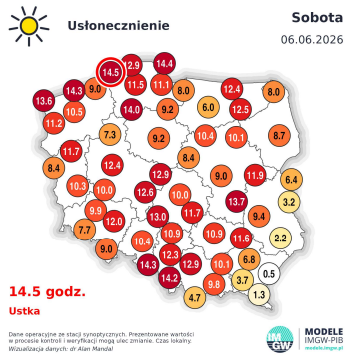 Usłonecznienie
Sobota
06.06.2026
14.5 12.9 14.4
13.6 14.3 9.0 11.5 11.1 8.0 12.4 8.0
11.2 10.5 14.0 9.2 6.0 12.5
7.3 9.2 10.4 10.1 8.7
11.7 8.4
8.4 12.4 12.9 9.0 11.9 6.4
10.3 10.0 12.6 10.0 13.7 3.2
9.9 12.0 13.0 11.7 9.4
7.7 10.9 10.9 11.6 2.2
9.0 10.4 12.3 6.8
14.3 12.9 10.1 0.5
14.2 9.8 3.7
4.7 1.3
14.5 godz.
Ustka
Dane operacyjne ze stacji synoptycznych. Prezentowane wartości
w procesie kontroli i weryfikacji mogą ulec zmianie. Czas lokalny.
Wizualizacja danych: dr Alan Mandal
IM
GW
MODELE
IMGW-PIB
modele.imgw.pl